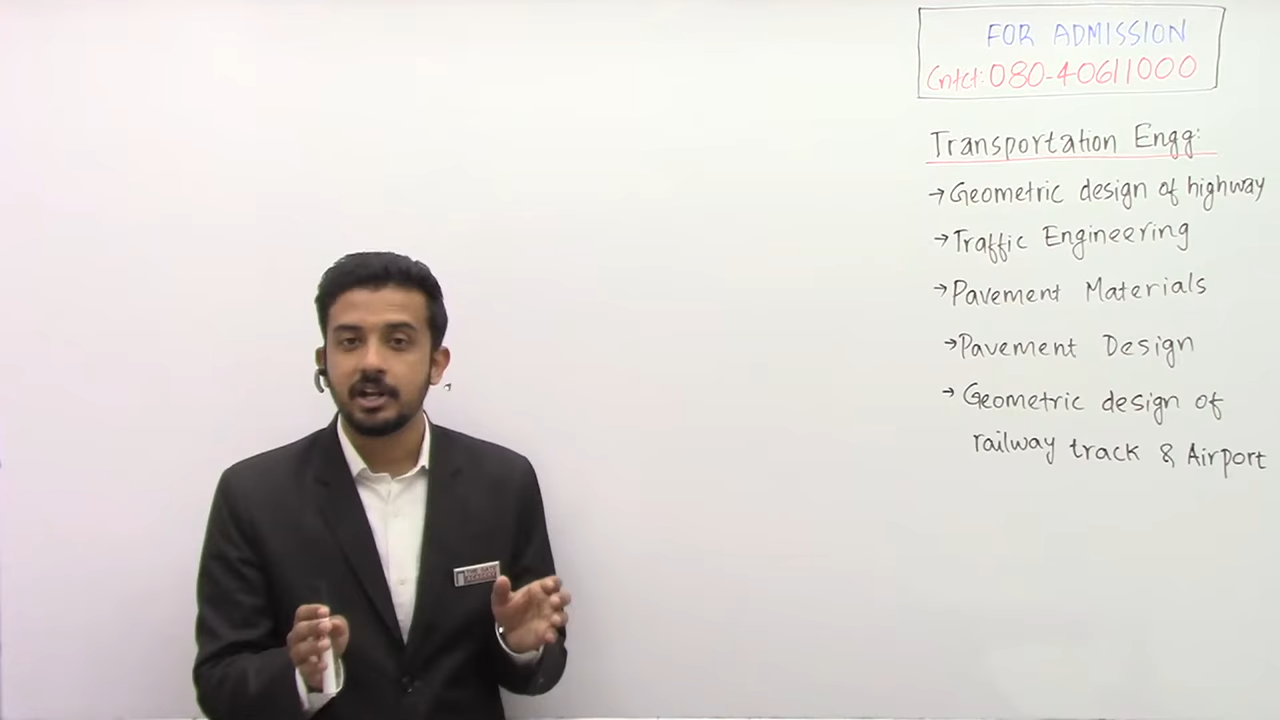 FOR ADMISSION
Cntct: 080-40611000
Transportation Engg:
→ Geometric design of highway
→ Traffic Engineering
→ Pavement Materials
→ Pavement Design
→ Geometric design of
railway track & Airport
ACADEMY